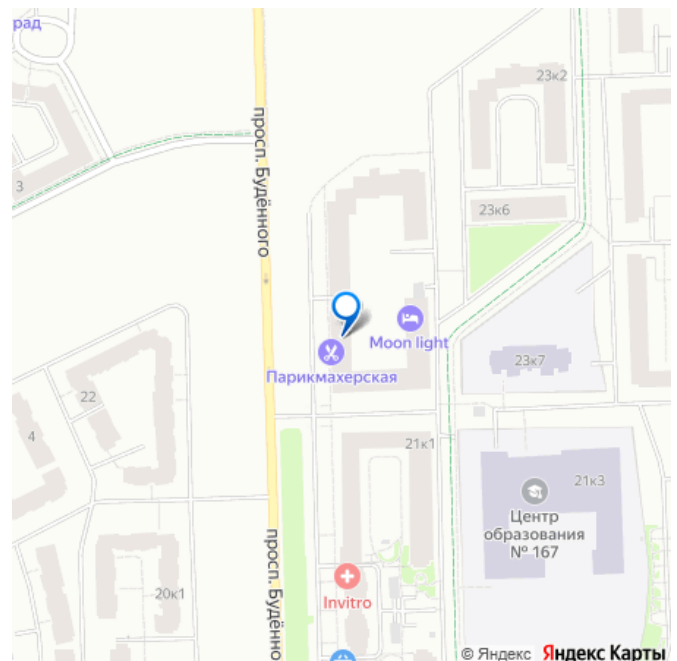 рад
23к2
3
просп. Будённого
23к6
Moon light
Парикмахерская
23к7
22
4
21к1
21к3
Центр
образования
№ 167
просп. Будённо
20к1
Invitro
© Яндекс Яндекс Карты